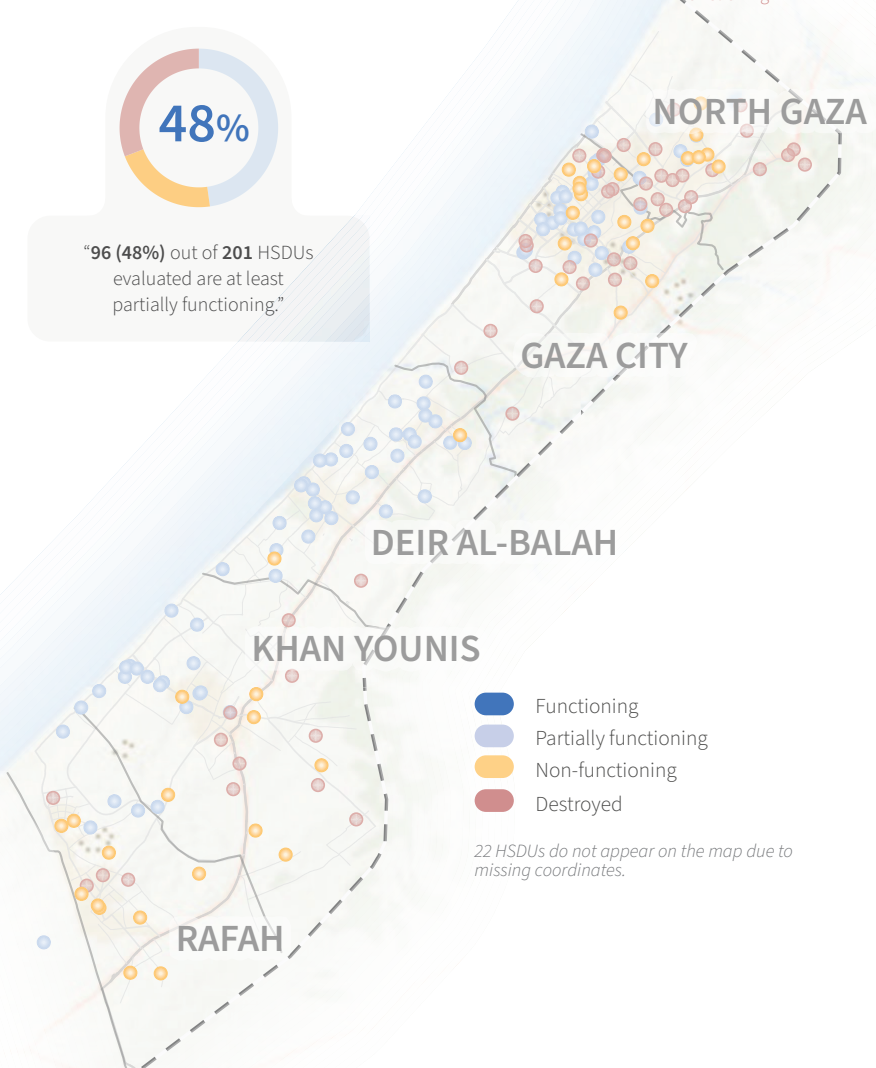 NORTH GAZA
48%
“96 (48%) out of 201 HSDUs
evaluated are at least
partially functioning.”
GAZA CITY
DEIR AL-BALAH
KHAN YOUNIS
Functioning
Partially functioning
Non-functioning
Destroyed
22 HSDUs do not appear on the map due to
missing coordinates.
RAFAH